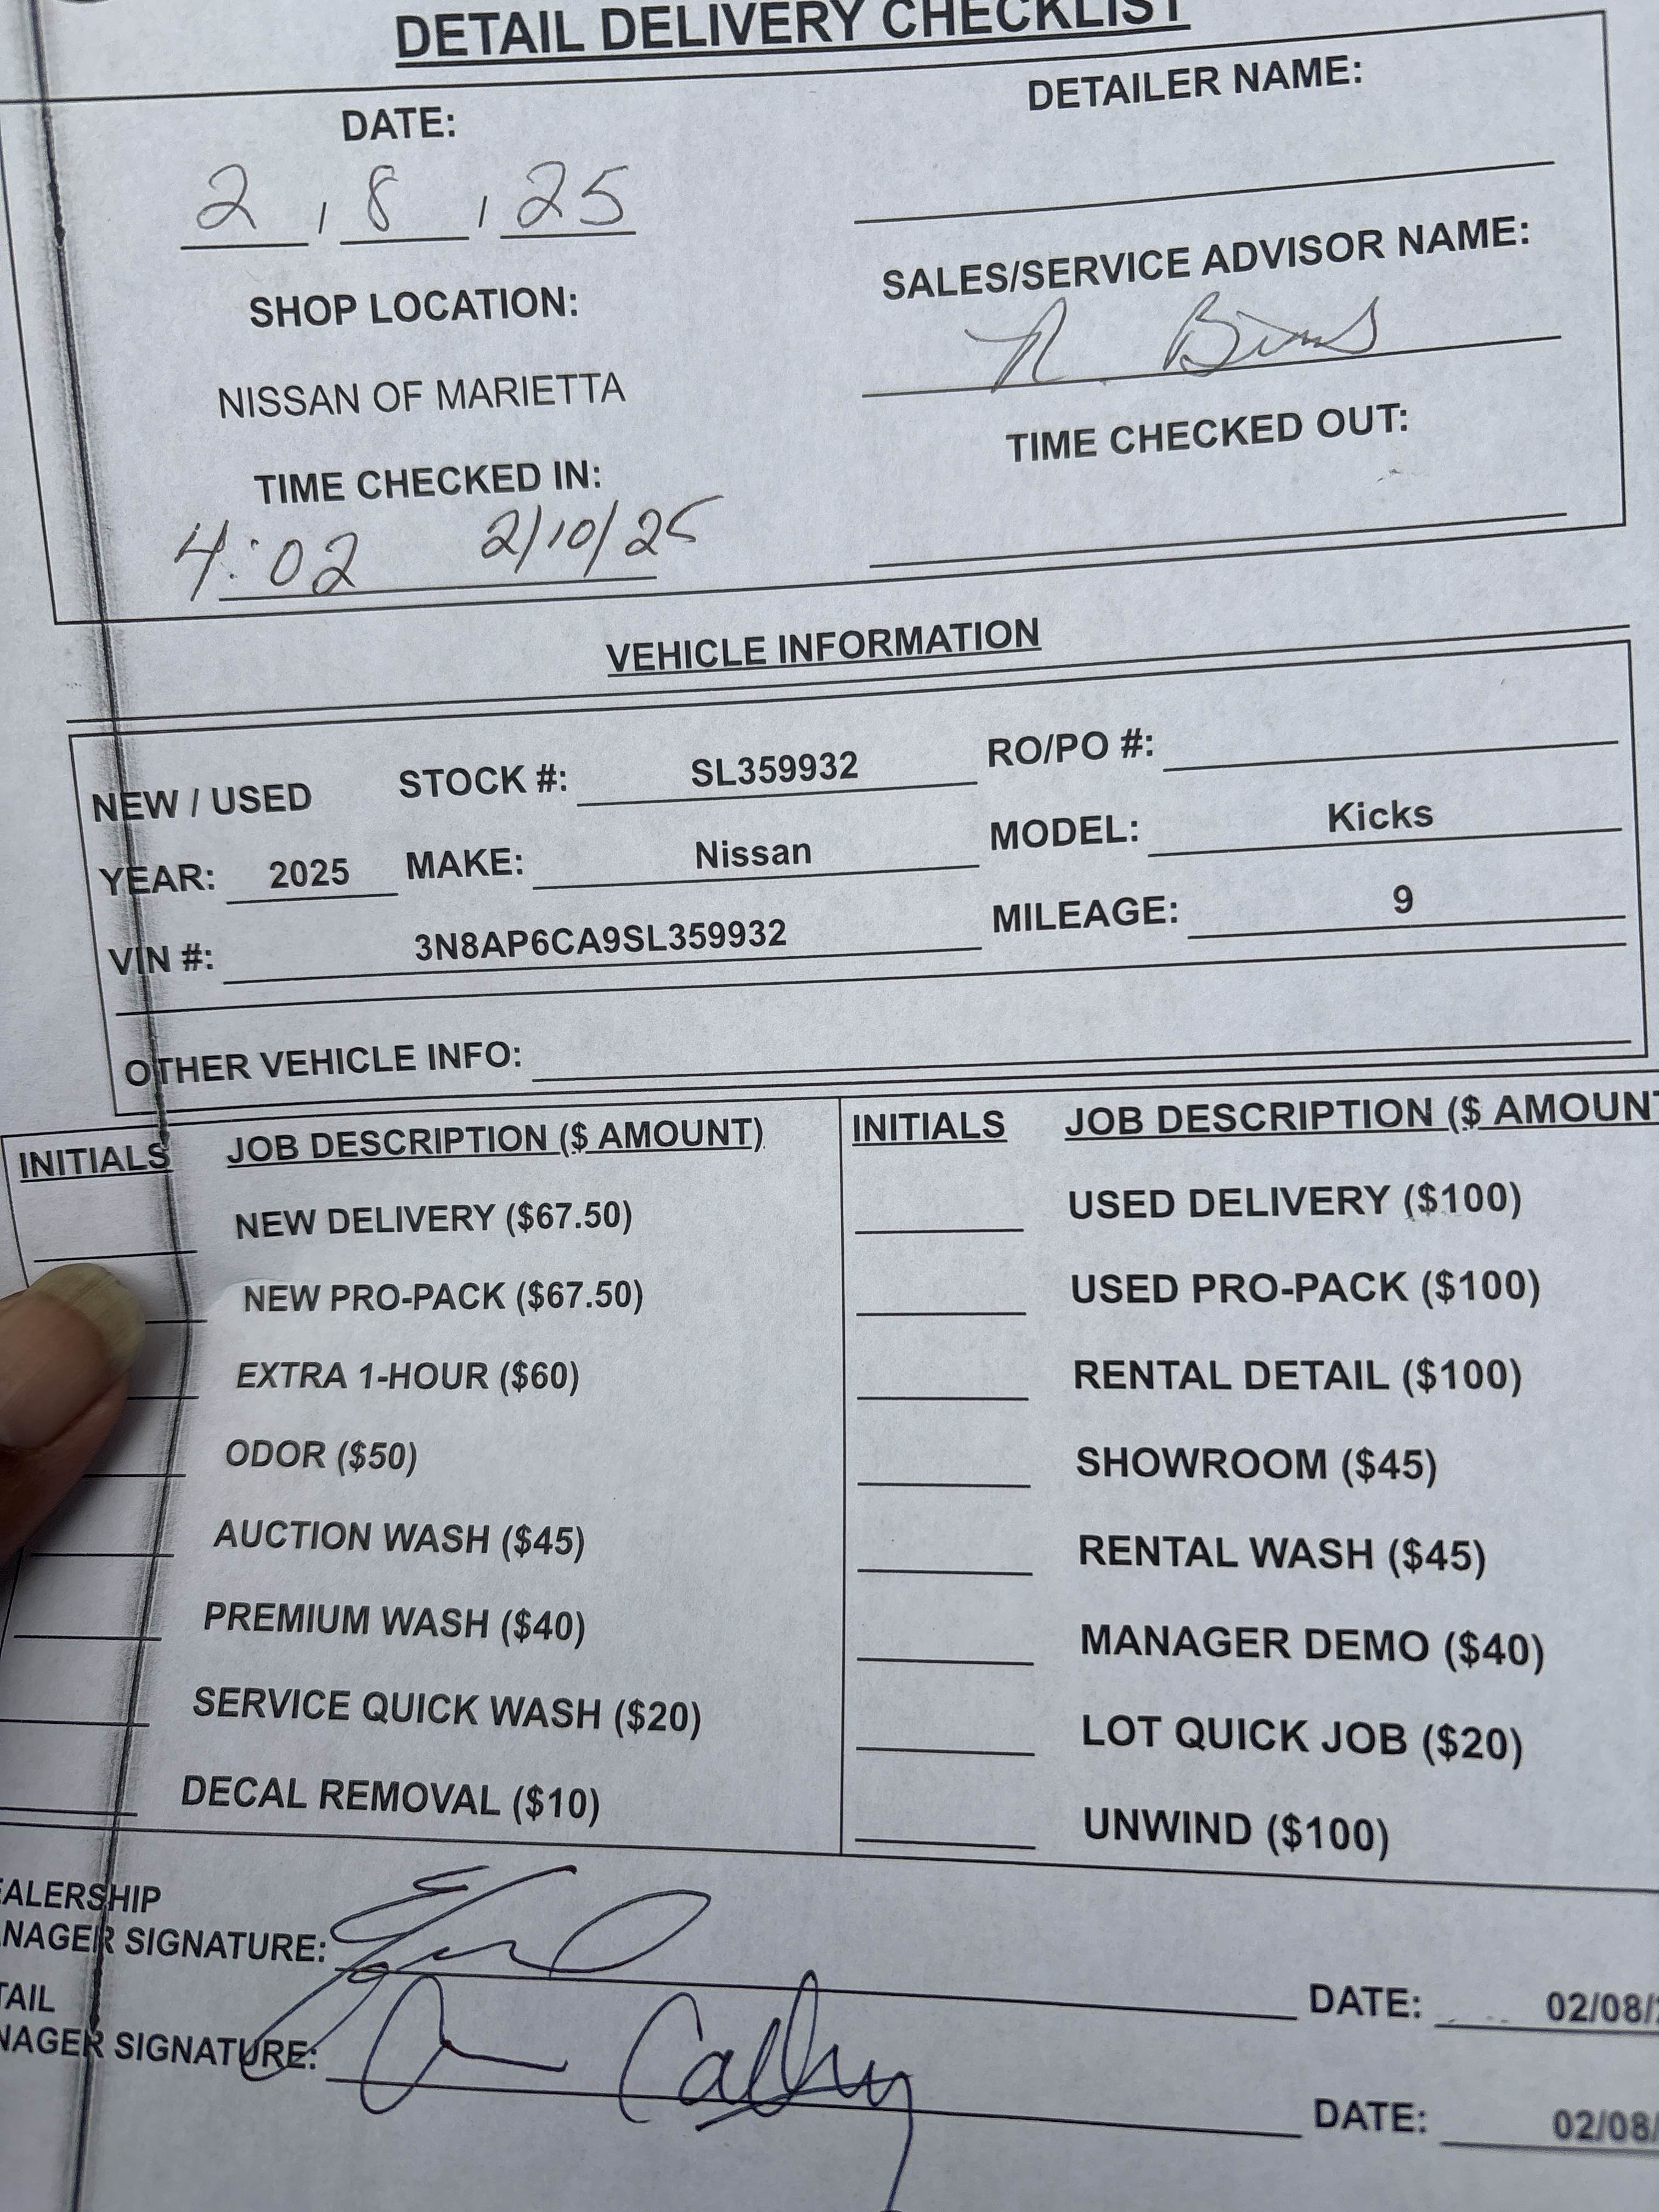 DETAIL DELIVERY CHECKLIST
DATE:
2 / 8 / 25
DETAILER NAME:
SHOP LOCATION:
NISSAN OF MARIETTA
SALES/SERVICE ADVISOR NAME:
TIME CHECKED IN:
4:02 2/10/25
TIME CHECKED OUT:
VEHICLE INFORMATION
NEW / USED STOCK #: SL359932 RO/PO #:
YEAR: 2025 MAKE: Nissan MODEL: Kicks
VIN #: 3N8AP6CA9SL359932 MILEAGE: 9
OTHER VEHICLE INFO:
INITIALS JOB DESCRIPTION ($ AMOUNT)
NEW DELIVERY ($67.50)
NEW PRO-PACK ($67.50)
EXTRA 1-HOUR ($60)
ODOR ($50)
AUCTION WASH ($45)
PREMIUM WASH ($40)
SERVICE QUICK WASH ($20)
DECAL REMOVAL ($10)
INITIALS JOB DESCRIPTION ($ AMOUN
USED DELIVERY ($100)
USED PRO-PACK ($100)
RENTAL DETAIL ($100)
SHOWROOM ($45)
RENTAL WASH ($45)
MANAGER DEMO ($40)
LOT QUICK JOB ($20)
UNWIND ($100)
EALERSHIP
NAGER SIGNATURE: DATE: 02/08/
TAIL
NAGER SIGNATURE: DATE: 02/08/